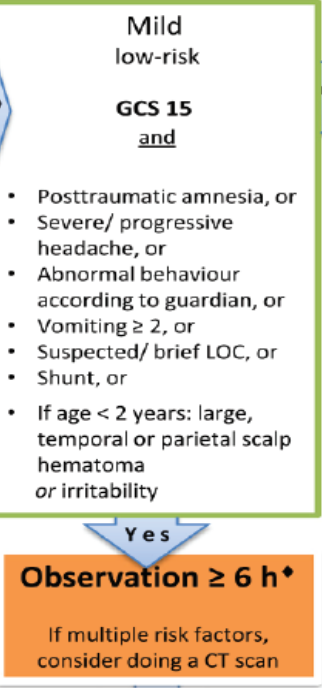 Mild
low-risk
GCS 15
and
• Posttraumatic amnesia, or
• Severe/ progressive
headache, or
• Abnormal behaviour
according to guardian, or
• Vomiting ≥ 2, or
• Suspected/ brief LOC, or
• Shunt, or
• If age < 2 years: large,
temporal or parietal scalp
hematoma
or irritability
Yes
Observation ≥ 6 h♦
If multiple risk factors,
consider doing a CT scan